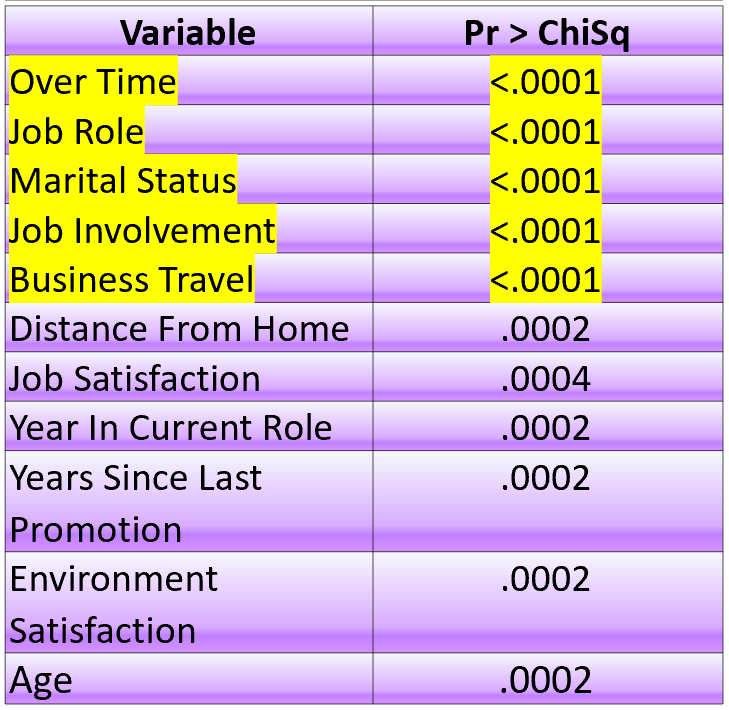 Variable Pr > ChiSq
Over Time <.0001
Job Role <.0001
Marital Status <.0001
Job Involvement <.0001
Business Travel <.0001
Distance From Home .0002
Job Satisfaction .0004
Year In Current Role .0002
Years Since Last .0002
Promotion
Environment .0002
Satisfaction
Age .0002